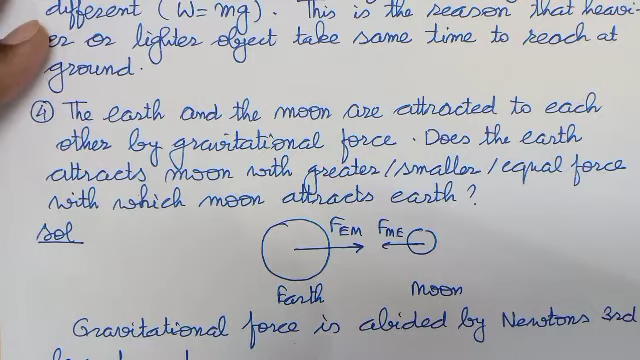 different (W = mg). This is the reason that heavi-
er or lighter object take same time to reach at
ground.
④ The earth and the moon are attracted to each
other by gravitational force. Does the earth
attracts moon with greater/smaller/equal force
with which moon attracts earth?
Sol
FEM FME
Earth Moon
Gravitational force is abided by Newtons 3rd